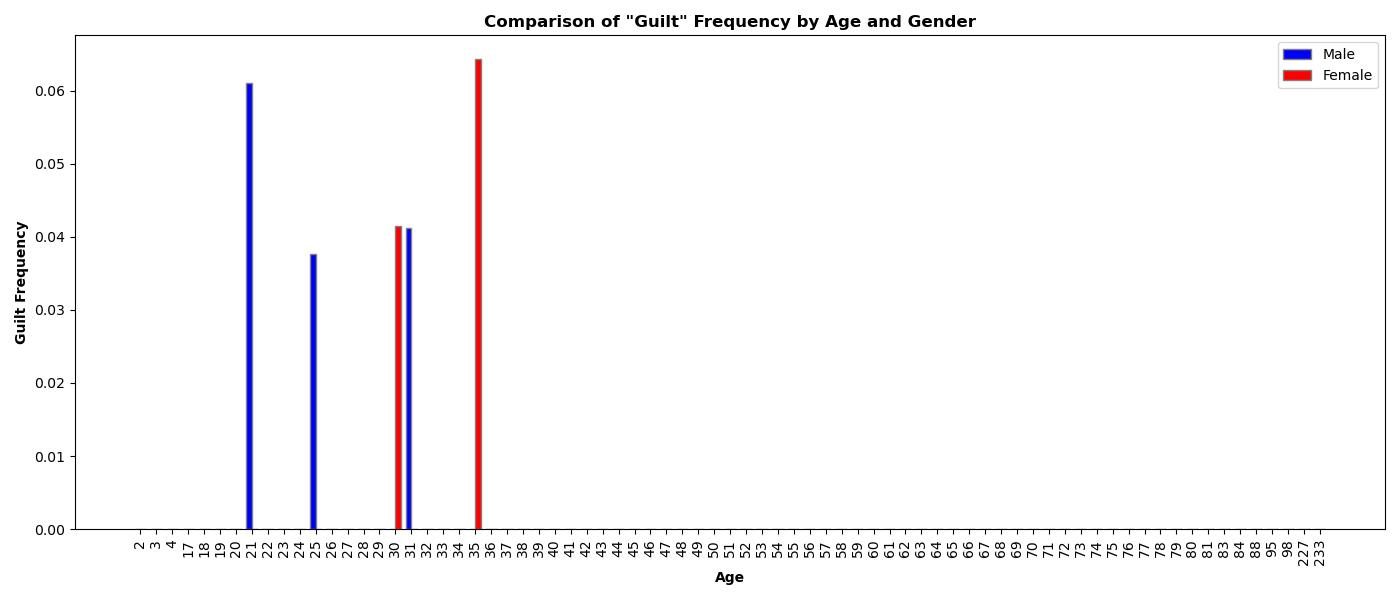 Comparison of "Guilt" Frequency by Age and Gender
Male
Female
Guilt Frequency
0.06
0.05
0.04
0.03
0.02
0.01
0.00
2 3 4 17 18 19 20 21 22 23 24 25 26 27 28 29 30 31 32 33 34 35 36 37 38 39 40 41 42 43 44 45 46 47 48 49 50 51 52 53 54 55 56 57 58 59 60 61 62 63 64 65 66 67 68 69 70 71 72 73 74 75 76 77 78 79 80 81 83 84 88 95 98 227 233
Age